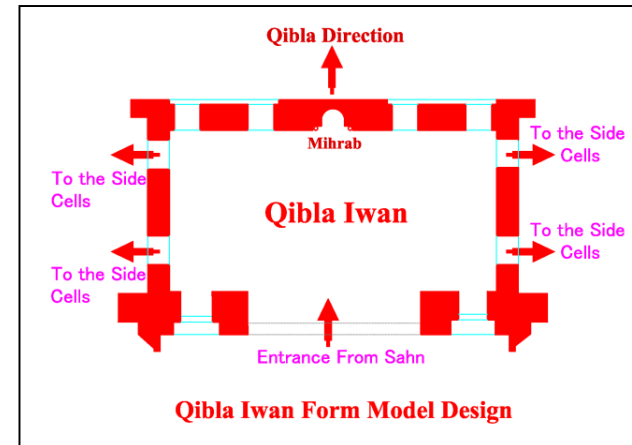 Qibla Direction
Mihrab
To the Side
Cells
To the Side
Cells
Qibla Iwan
To the Side
Cells
To the Side
Cells
Entrance From Sahn
Qibla Iwan Form Model Design